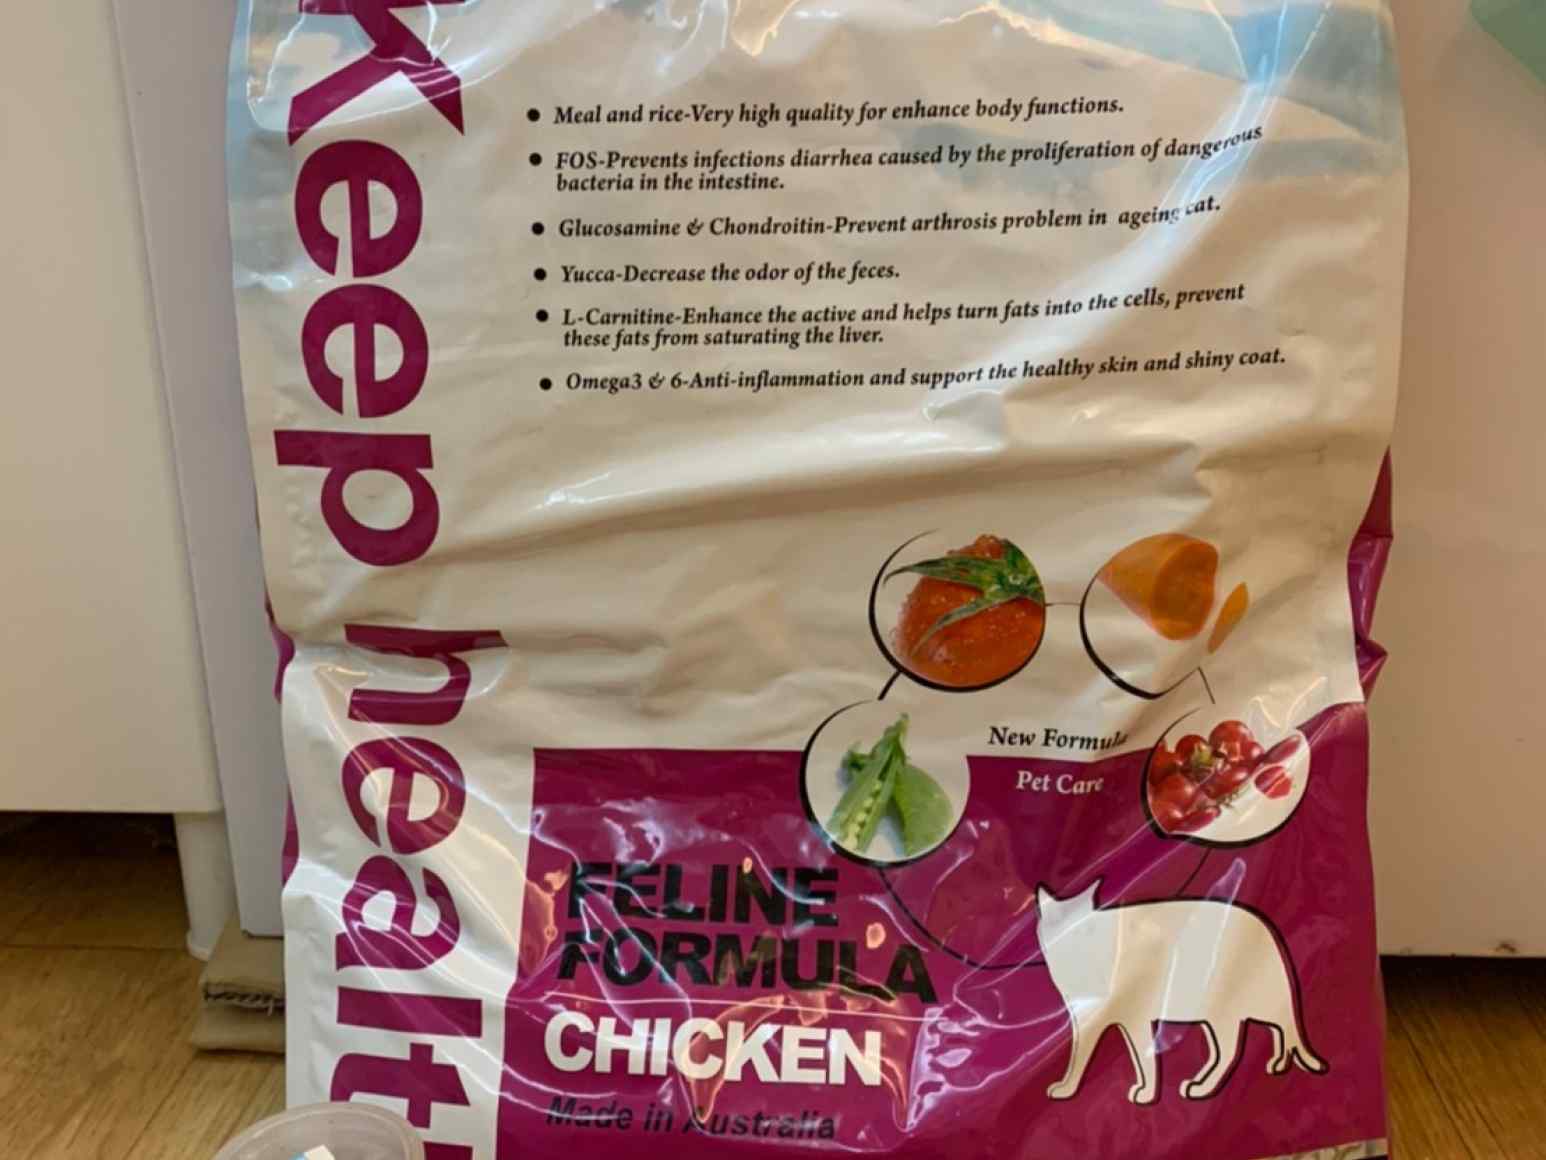 Keep healt
● Meal and rice-Very high quality for enhance body functions.
● FOS-Prevents infections diarrhea caused by the proliferation of dangerous
bacteria in the intestine.
● Glucosamine & Chondroitin-Prevent arthrosis problem in ageing cat.
● Yucca-Decrease the odor of the feces.
● L-Carnitine-Enhance the active and helps turn fats into the cells, prevent
these fats from saturating the liver.
● Omega3 & 6-Anti-inflammation and support the healthy skin and shiny coat.
New Formula
Pet Care
FELINE
FORMULA
CHICKEN
Made in Australia